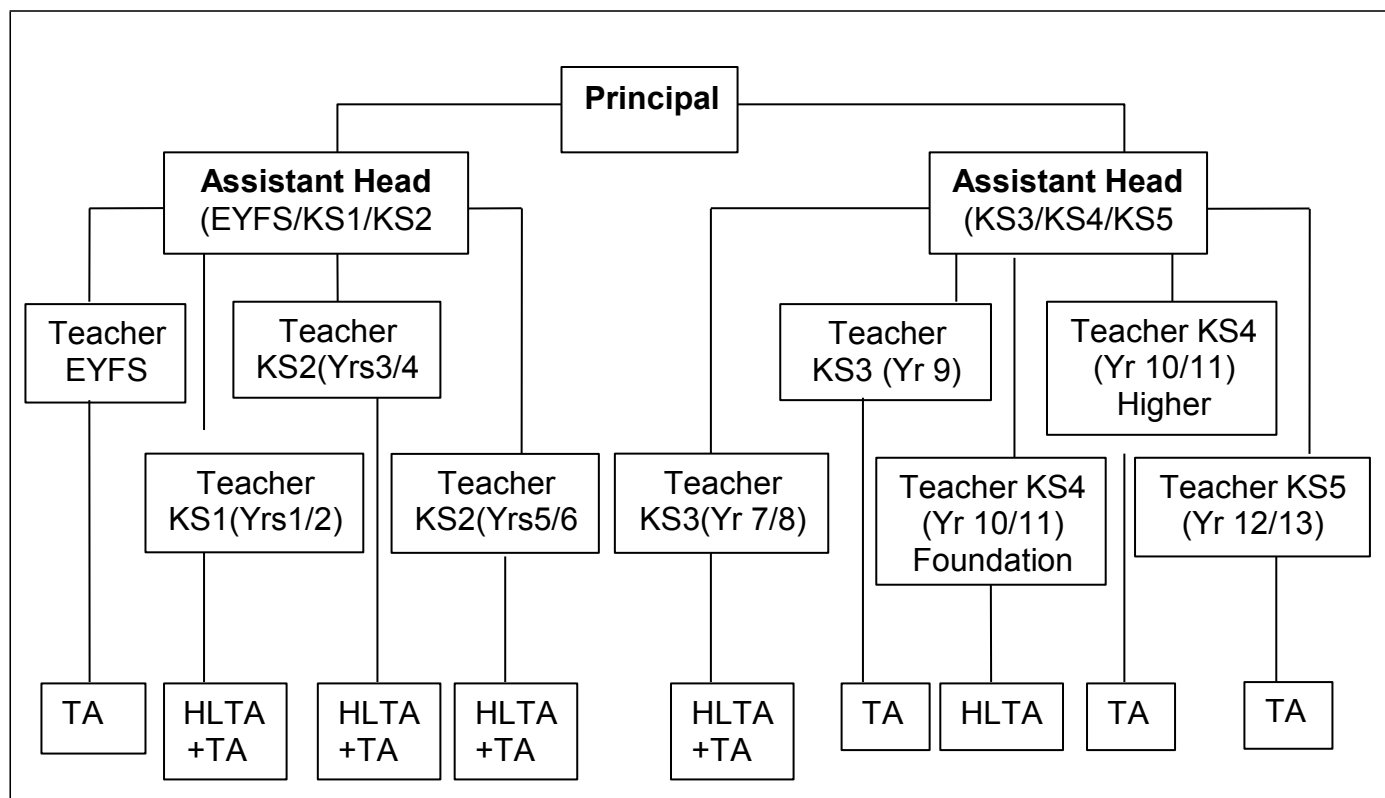 Principal
Assistant Head
(EYFS/KS1/KS2
Assistant Head
(KS3/KS4/KS5
Teacher
EYFS
Teacher
KS2(Yrs3/4
Teacher
KS3 (Yr 9)
Teacher KS4
(Yr 10/11)
Higher
Teacher
KS1(Yrs1/2)
Teacher
KS2(Yrs5/6
Teacher
KS3(Yr 7/8)
Teacher KS4
(Yr 10/11)
Foundation
Teacher KS5
(Yr 12/13)
TA
HLTA
+TA
HLTA
+TA
HLTA
+TA
HLTA
+TA
TA
HLTA
TA
TA